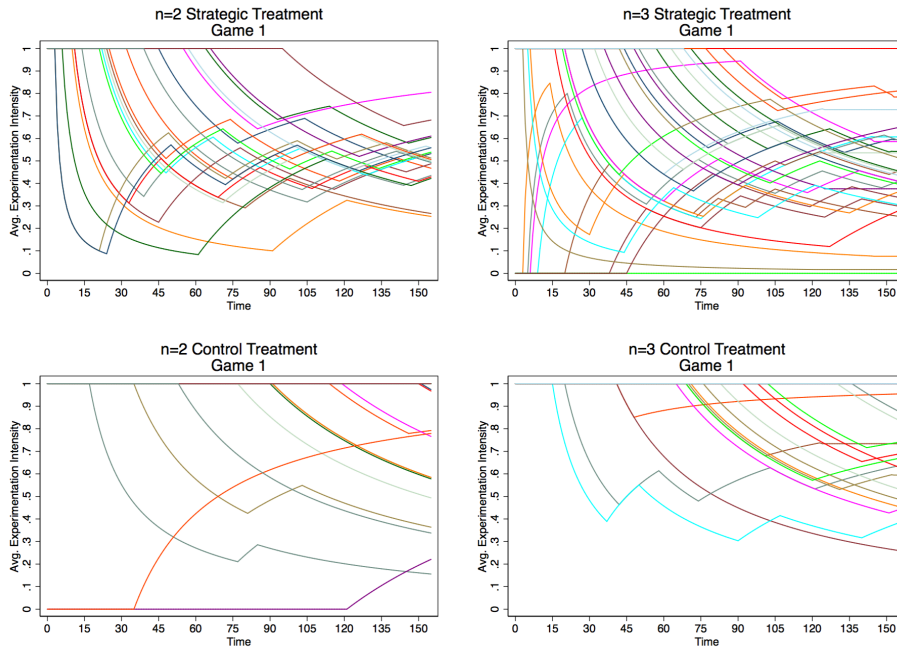 n=2 Strategic Treatment
Game 1
Avg. Experimentation Intensity
1
.9
.8
.7
.6
.5
.4
.3
.2
.1
0
0 15 30 45 60 75 90 105 120 135 150
Time
n=3 Strategic Treatment
Game 1
Avg. Experimentation Intensity
1
.9
.8
.7
.6
.5
.4
.3
.2
.1
0
0 15 30 45 60 75 90 105 120 135 150
Time
n=2 Control Treatment
Game 1
Avg. Experimentation Intensity
1
.9
.8
.7
.6
.5
.4
.3
.2
.1
0
0 15 30 45 60 75 90 105 120 135 150
Time
n=3 Control Treatment
Game 1
Avg. Experimentation Intensity
1
.9
.8
.7
.6
.5
.4
.3
.2
.1
0
0 15 30 45 60 75 90 105 120 135 150
Time